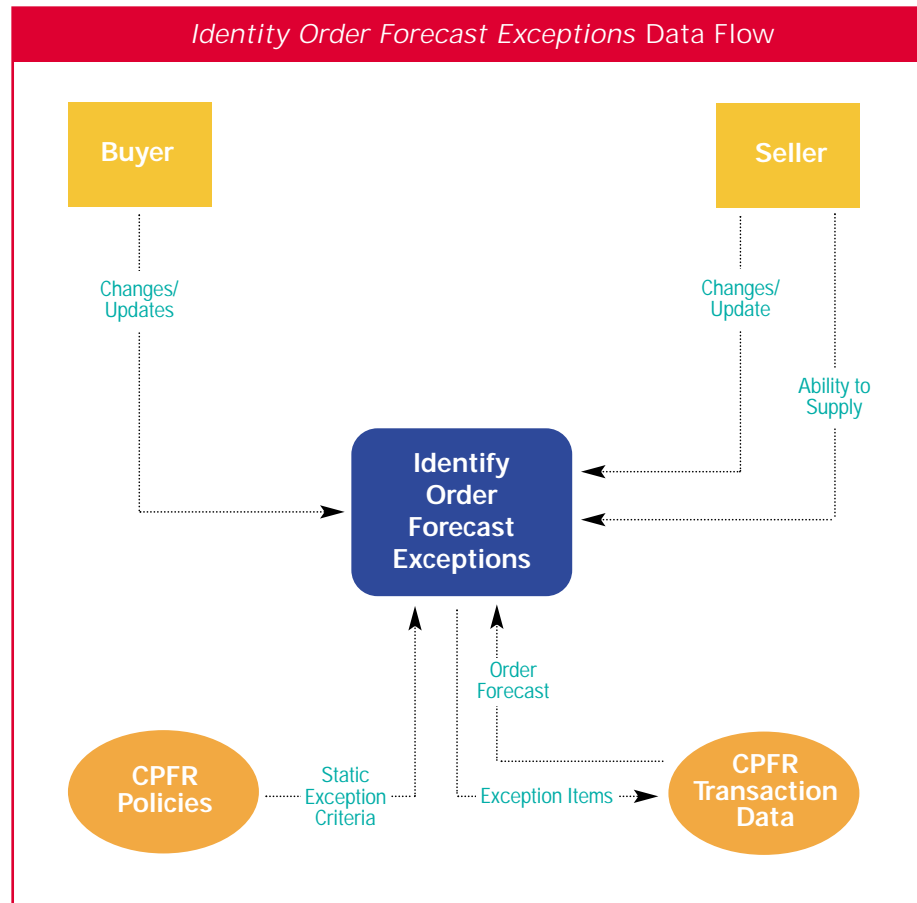 Identity Order Forecast Exceptions Data Flow
Buyer
Seller
Changes/
Updates
Changes/
Update
Ability to
Supply
Identify
Order
Forecast
Exceptions
Order
Forecast
CPFR
Policies
Static
Exception
Criteria
Exception Items
CPFR
Transaction
Data